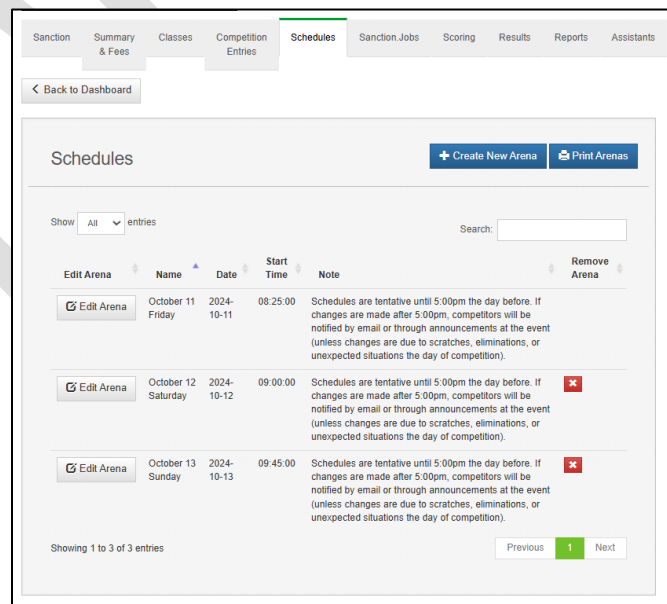 Sanction Summary & Fees Classes Competition Entries Schedules Sanction.Jobs Scoring Results Reports Assistants
Back to Dashboard
Schedules
Create New Arena Print Arenas
Show All entries
Search:
Edit Arena Name Date Start Time Note Remove Arena
Edit Arena October 11 2024- 08:25:00 Schedules are tentative until 5:00pm the day before. If
Friday 10-11 changes are made after 5:00pm, competitors will be
notified by email or through announcements at the event
(unless changes are due to scratches, eliminations, or
unexpected situations the day of competition).
Edit Arena October 12 2024- 09:00:00 Schedules are tentative until 5:00pm the day before. If
Saturday 10-12 changes are made after 5:00pm, competitors will be
notified by email or through announcements at the event
(unless changes are due to scratches, eliminations, or
unexpected situations the day of competition).
Edit Arena October 13 2024- 09:45:00 Schedules are tentative until 5:00pm the day before. If
Sunday 10-13 changes are made after 5:00pm, competitors will be
notified by email or through announcements at the event
(unless changes are due to scratches, eliminations, or
unexpected situations the day of competition).
Showing 1 to 3 of 3 entries
Previous 1 Next